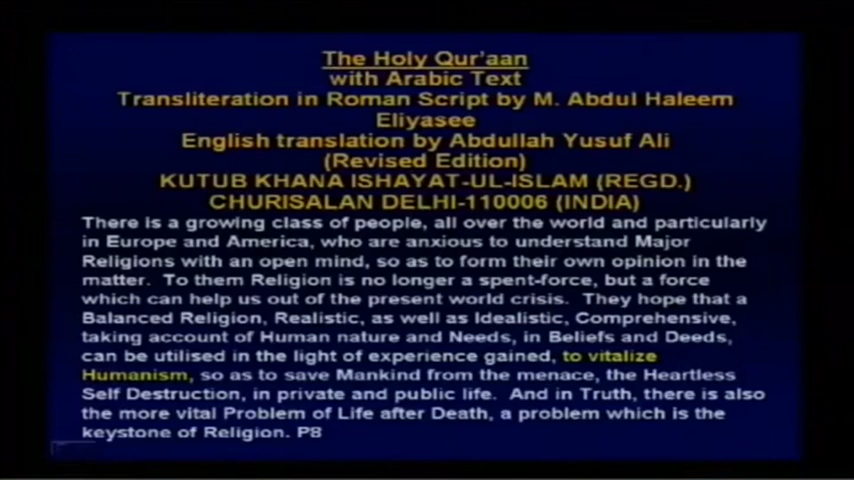 The Holy Qur'aan
with Arabic Text
Transliteration in Roman Script by M. Abdul Haleem
Eliyasee
English translation by Abdullah Yusuf Ali
(Revised Edition)
KUTUB KHANA ISHAYAT-UL-ISLAM (REGD.)
CHURISALAN DELHI-110006 (INDIA)
There is a growing class of people, all over the world and particularly
in Europe and America, who are anxious to understand Major
Religions with an open mind, so as to form their own opinion in the
matter. To them Religion is no longer a spent-force, but a force
which can help us out of the present world crisis. They hope that a
Balanced Religion, Realistic, as well as Idealistic, Comprehensive,
taking account of Human nature and Needs, in Beliefs and Deeds,
can be utilised in the light of experience gained, to vitalize
Humanism, so as to save Mankind from the menace, the Heartless
Self Destruction, in private and public life. And in Truth, there is also
the more vital Problem of Life after Death, a problem which is the
keystone of Religion. P8